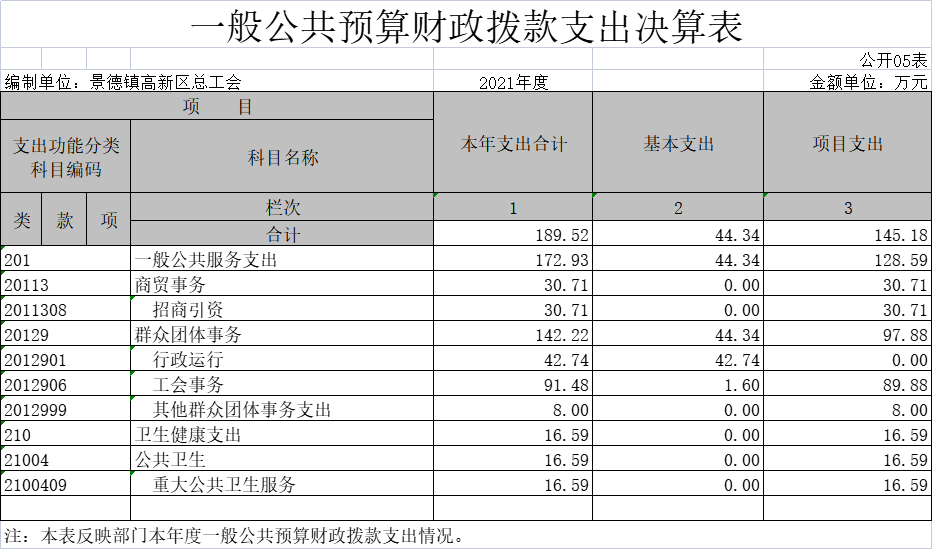 一般公共预算财政拨款支出决算表
公开05表
编制单位：景德镇高新区总工会 2021年度 金额单位：万元
项 目 本年支出合计 基本支出 项目支出
支出功能分类科目编码 科目名称
类 款 项 栏次 1 2 3
合计 189.52 44.34 145.18
201 一般公共服务支出 172.93 44.34 128.59
20113 商贸事务 30.71 0.00 30.71
2011308 招商引资 30.71 0.00 30.71
20129 群众团体事务 142.22 44.34 97.88
2012901 行政运行 42.74 42.74 0.00
2012906 工会事务 91.48 1.60 89.88
2012999 其他群众团体事务支出 8.00 0.00 8.00
210 卫生健康支出 16.59 0.00 16.59
21004 公共卫生 16.59 0.00 16.59
2100409 重大公共卫生服务 16.59 0.00 16.59
注：本表反映部门本年度一般公共预算财政拨款支出情况。